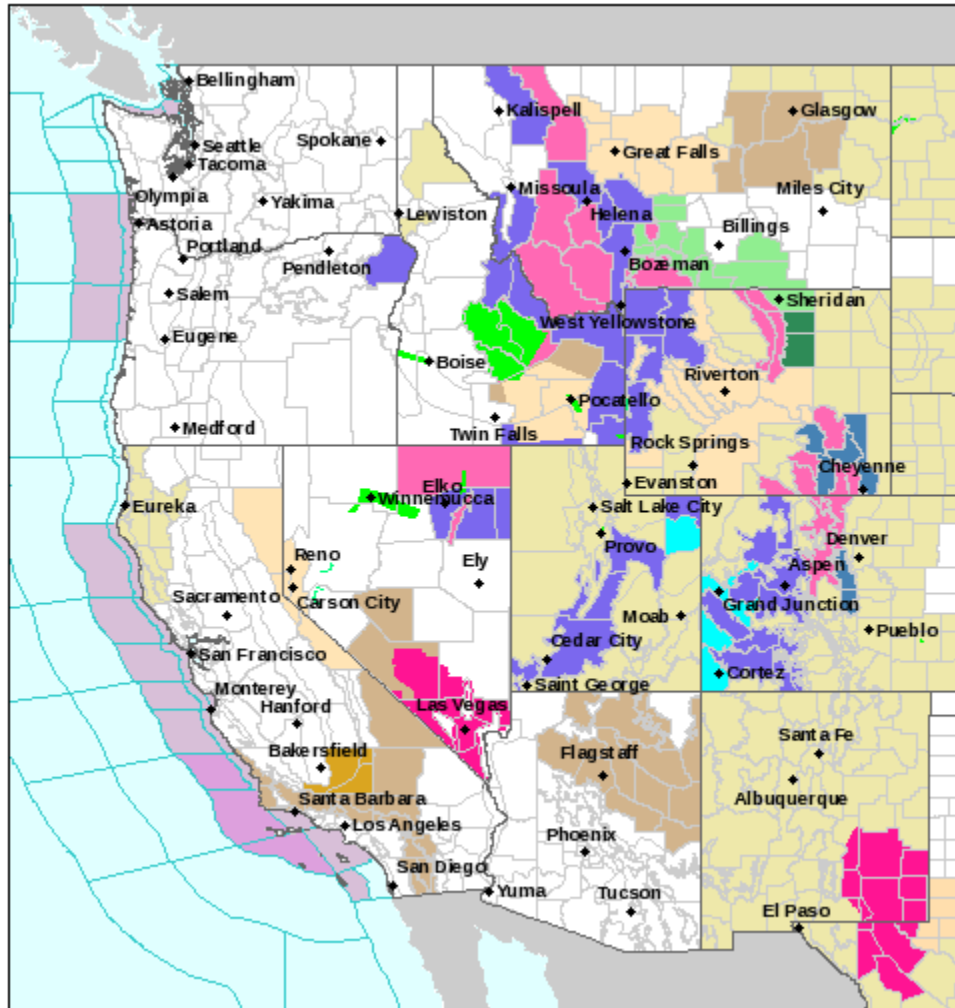 Bellingham
Kalispell
Glasgow
Seattle
Spokane
Great Falls
Tacoma
Missoula
Miles City
Olympia
Yakima
Lewiston
Helena
Astoria
Billings
Portland
Pendleton
Bozeman
Salem
Sheridan
West Yellowstone
Eugene
Boise
Riverton
Pocatello
Medford
Twin Falls
Rock Springs
Cheyenne
Elko
Evanston
Eureka
Winnemucca
Salt Lake City
Denver
Provo
Reno
Ely
Aspen
Sacramento
Carson City
Grand Junction
Moab
Pueblo
Cedar City
San Francisco
Cortez
Saint George
Monterey
Hanford
Las Vegas
Santa Fe
Bakersfield
Flagstaff
Albuquerque
Santa Barbara
Los Angeles
Phoenix
San Diego
Yuma
Tucson
El Paso